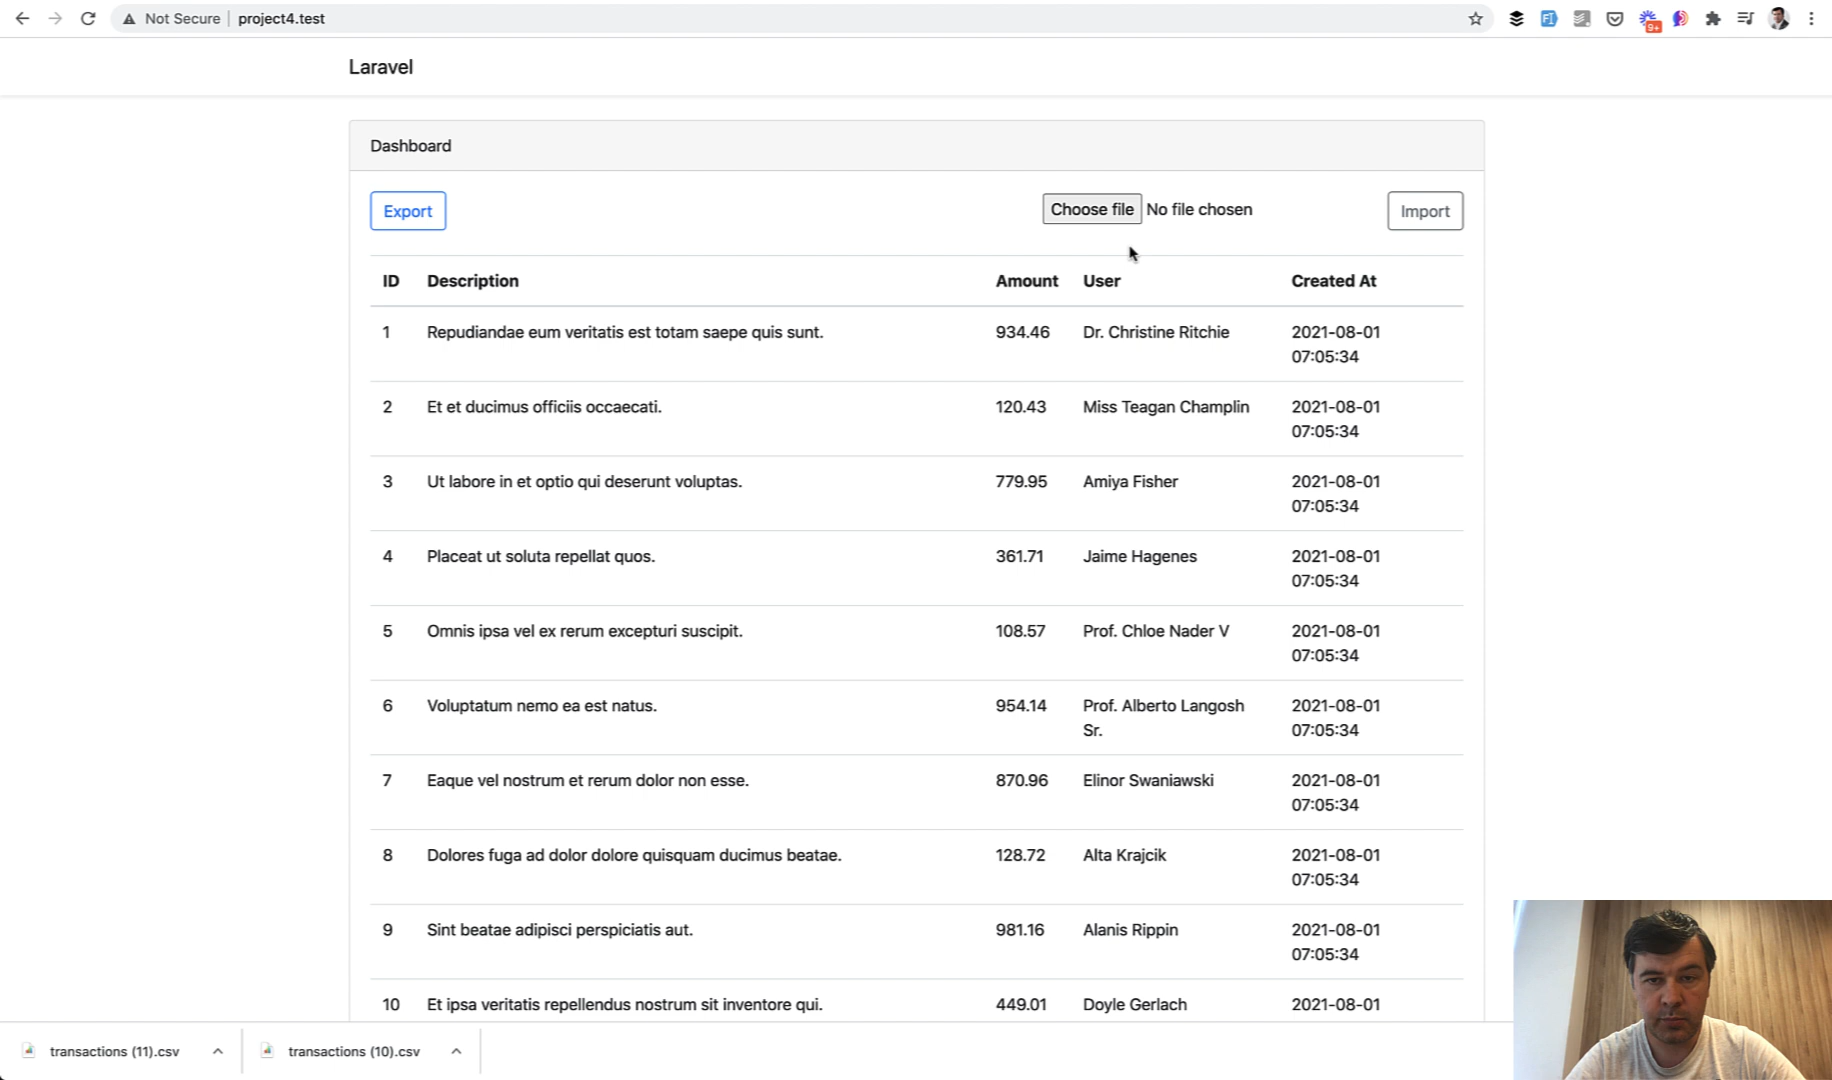 Not Secure project4.test
9+
Laravel
Dashboard
Export Choose file No file chosen Import
ID Description Amount User Created At
1 Repudiandae eum veritatis est totam saepe quis sunt. 934.46 Dr. Christine Ritchie 2021-08-01
07:05:34
2 Et et ducimus officiis occaecati. 120.43 Miss Teagan Champlin 2021-08-01
07:05:34
3 Ut labore in et optio qui deserunt voluptas. 779.95 Amiya Fisher 2021-08-01
07:05:34
4 Placeat ut soluta repellat quos. 361.71 Jaime Hagenes 2021-08-01
07:05:34
5 Omnis ipsa vel ex rerum excepturi suscipit. 108.57 Prof. Chloe Nader V 2021-08-01
07:05:34
6 Voluptatum nemo ea est natus. 954.14 Prof. Alberto Langosh 2021-08-01
Sr. 07:05:34
7 Eaque vel nostrum et rerum dolor non esse. 870.96 Elinor Swaniawski 2021-08-01
07:05:34
8 Dolores fuga ad dolor dolore quisquam ducimus beatae. 128.72 Alta Krajcik 2021-08-01
07:05:34
9 Sint beatae adipisci perspiciatis aut. 981.16 Alanis Rippin 2021-08-01
07:05:34
10 Et ipsa veritatis repellendus nostrum sit inventore qui. 449.01 Doyle Gerlach 2021-08-01
transactions (11).csv transactions (10).csv